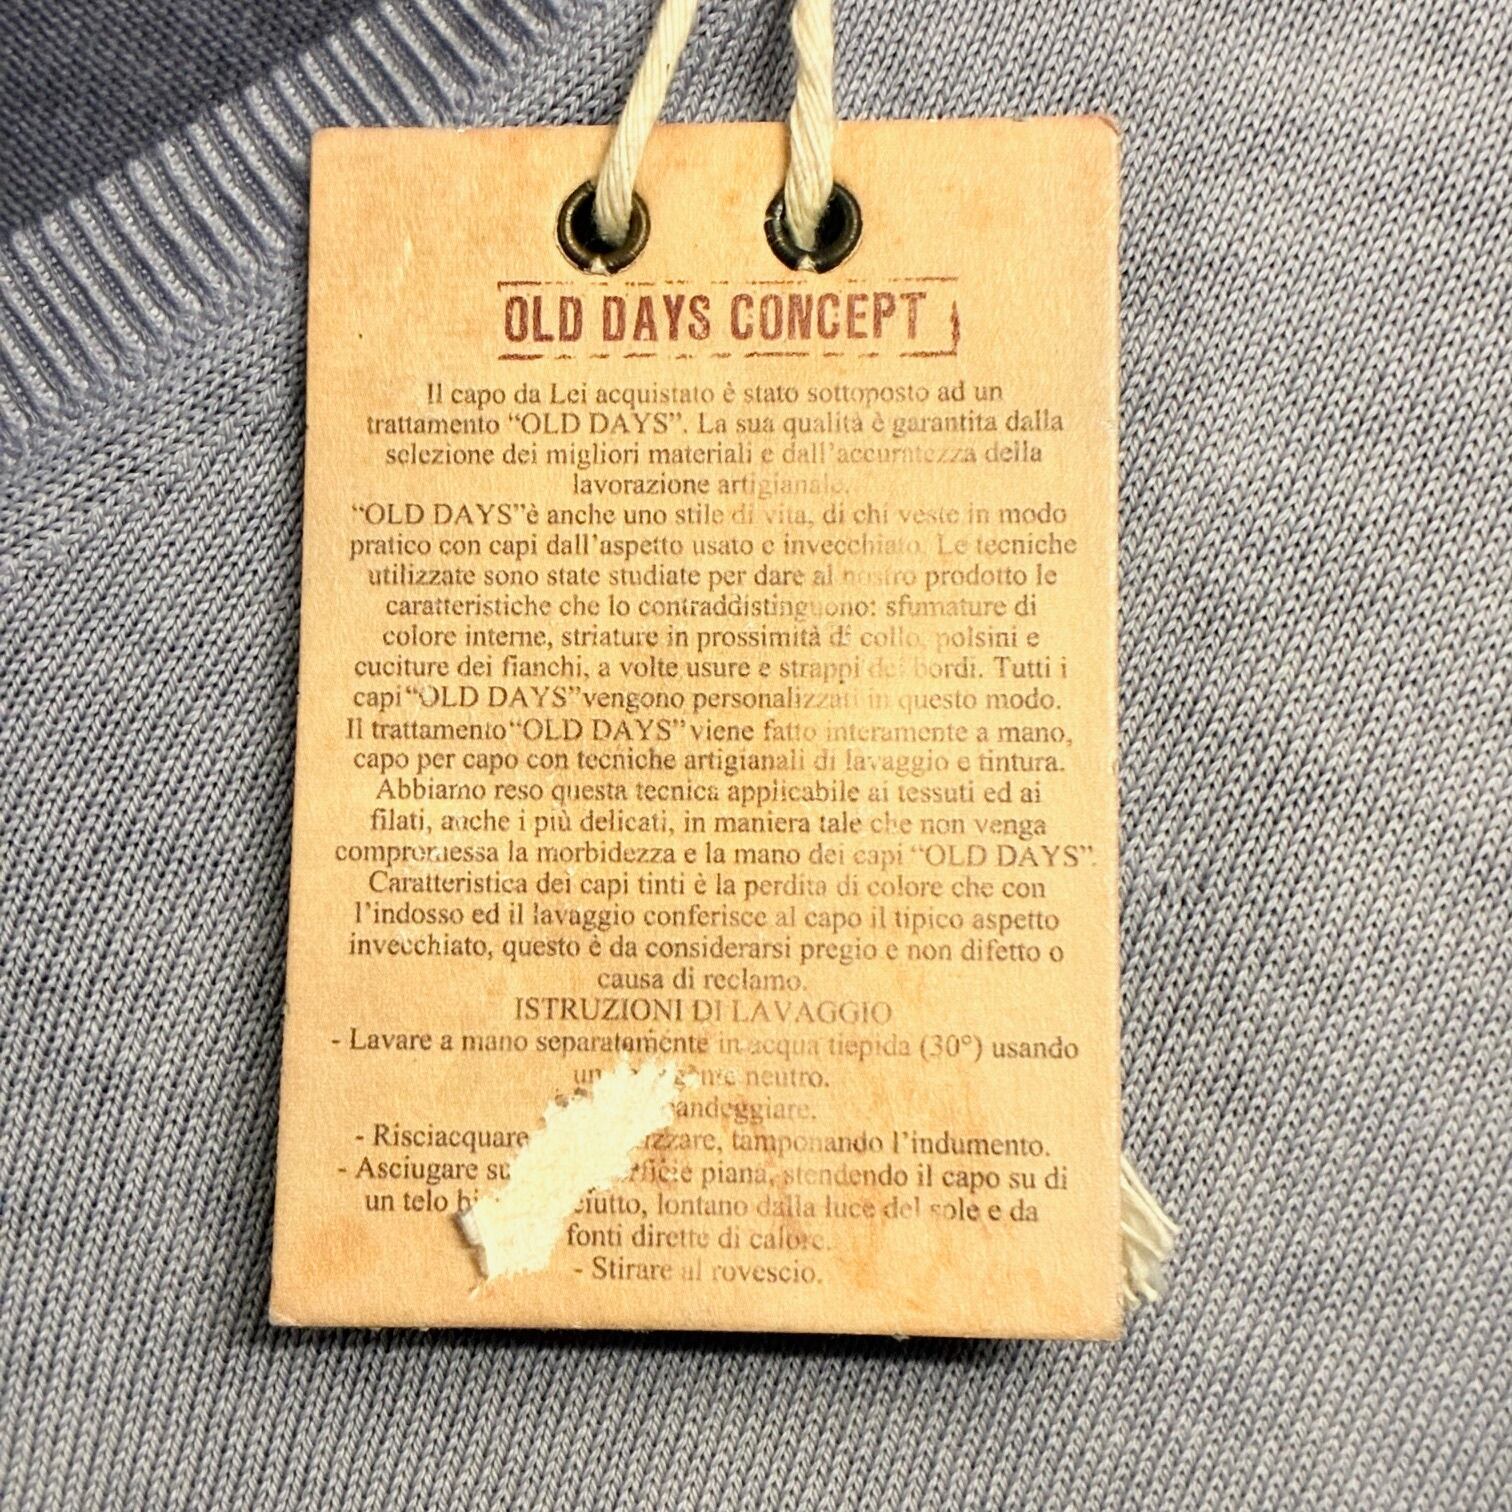 OLD DAYS CONCEPT
Il capo da Lei acquistato è stato sottoposto ad un
trattamento “OLD DAYS”. La sua qualità è garantita dalla
selezione dei migliori materiali e dall'accuratezza della
lavorazione artigianale.
“OLD DAYS”è anche uno stile di vita, di chi veste in modo
pratico con capi dall'aspetto usato e invecchiato. Le tecniche
utilizzate sono state studiate per dare al nostro prodotto le
caratteristiche che lo contraddistinguono: sfumature di
colore interne, striature in prossimità di collo, polsini e
cuciture dei fianchi, a volte usure e strappi dei bordi. Tutti i
capi“OLD DAYS”vengono personalizzati in questo modo.
Il trattamento“OLD DAYS”viene fatto interamente a mano,
capo per capo con tecniche artigianali di lavaggio e tintura.
Abbiamo reso questa tecnica applicabile ai tessuti ed ai
filati, anche i più delicati, in maniera tale che non venga
compromessa la morbidezza e la mano dei capi “OLD DAYS”.
Caratteristica dei capi tinti è la perdita di colore che con
l'indosso ed il lavaggio conferisce al capo il tipico aspetto
invecchiato, questo è da considerarsi pregio e non difetto o
causa di reclamo.
ISTRUZIONI DI LAVAGGIO
- Lavare a mano separatamente in acqua tiepida (30°) usando
un neutro.
- Risciacquare tamponando l'indumento.
- Asciugare piana, stendendo il capo su di
un telo lontano dalla luce del sole e da
fonti dirette di calore.
- Stirare al rovescio.